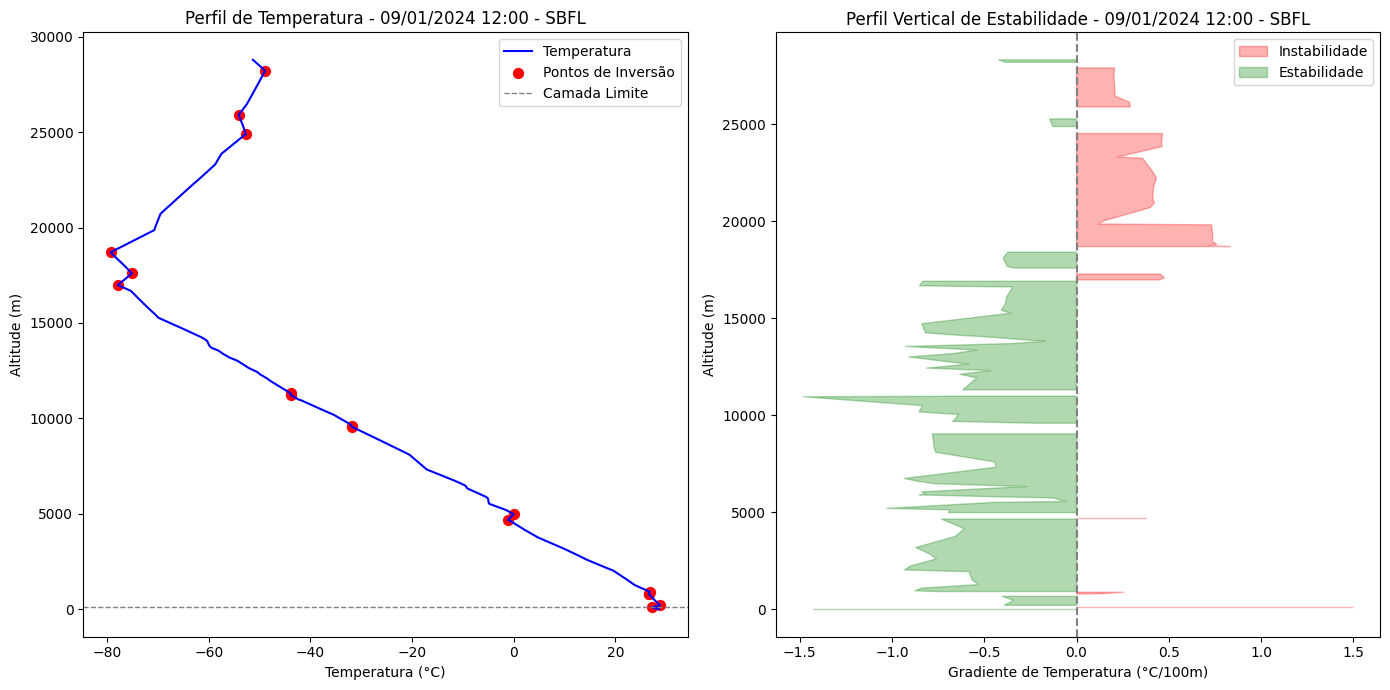 Perfil de Temperatura - 09/01/2024 12:00 - SBFL
30000
25000
20000
15000
10000
5000
0
Altitude (m)
−80
−60
−40
−20
0
20
Temperatura (°C)
Temperatura
Pontos de Inversão
Camada Limite
Perfil Vertical de Estabilidade - 09/01/2024 12:00 - SBFL
25000
20000
15000
10000
5000
0
Altitude (m)
−1.5
−1.0
−0.5
0.0
0.5
1.0
1.5
Gradiente de Temperatura (°C/100m)
Instabilidade
Estabilidade